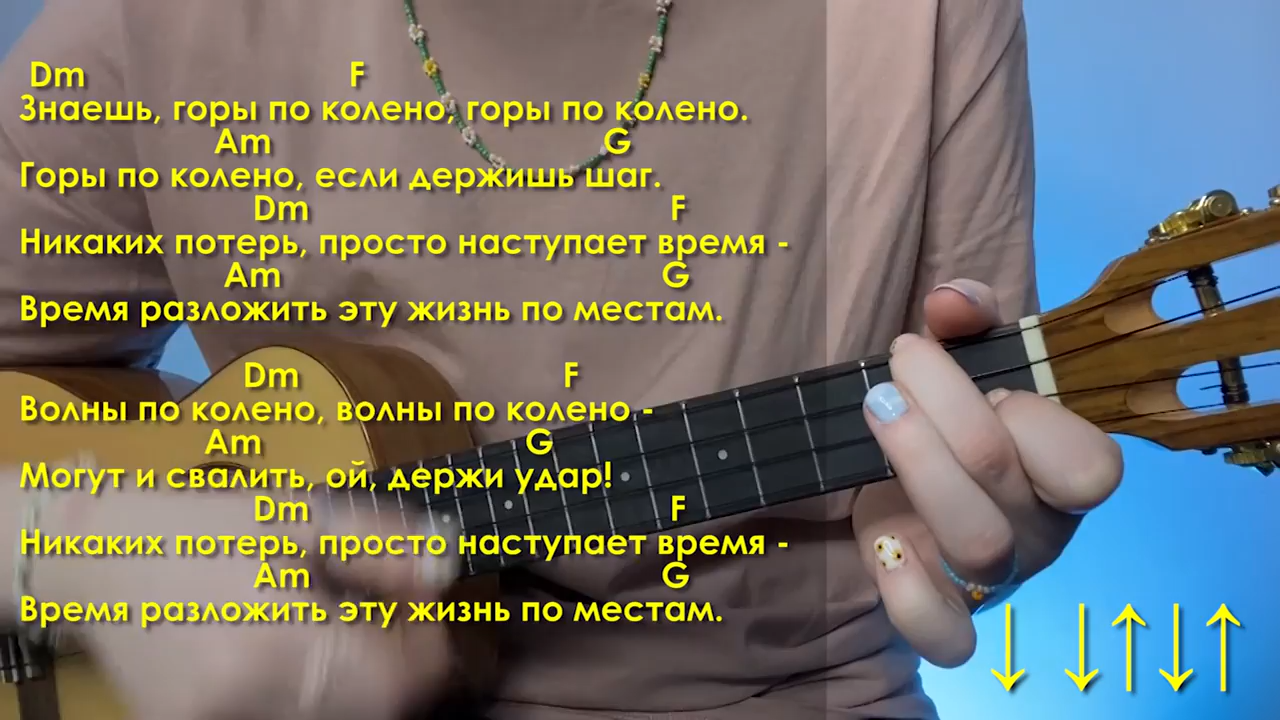 Dm F
Знаешь, горы по колено, горы по колено.
Am G
Горы по колено, если держишь шаг.
Dm F
Никаких потерь, просто наступает время -
Am G
Время разложить эту жизнь по местам.
Dm F
Волны по колено, волны по колено -
Am G
Могут и свалить, ой, держи удар!
Dm F
Никаких потерь, просто наступает время -
Am G
Время разложить эту жизнь по местам.
↓ ↓↑↓↑